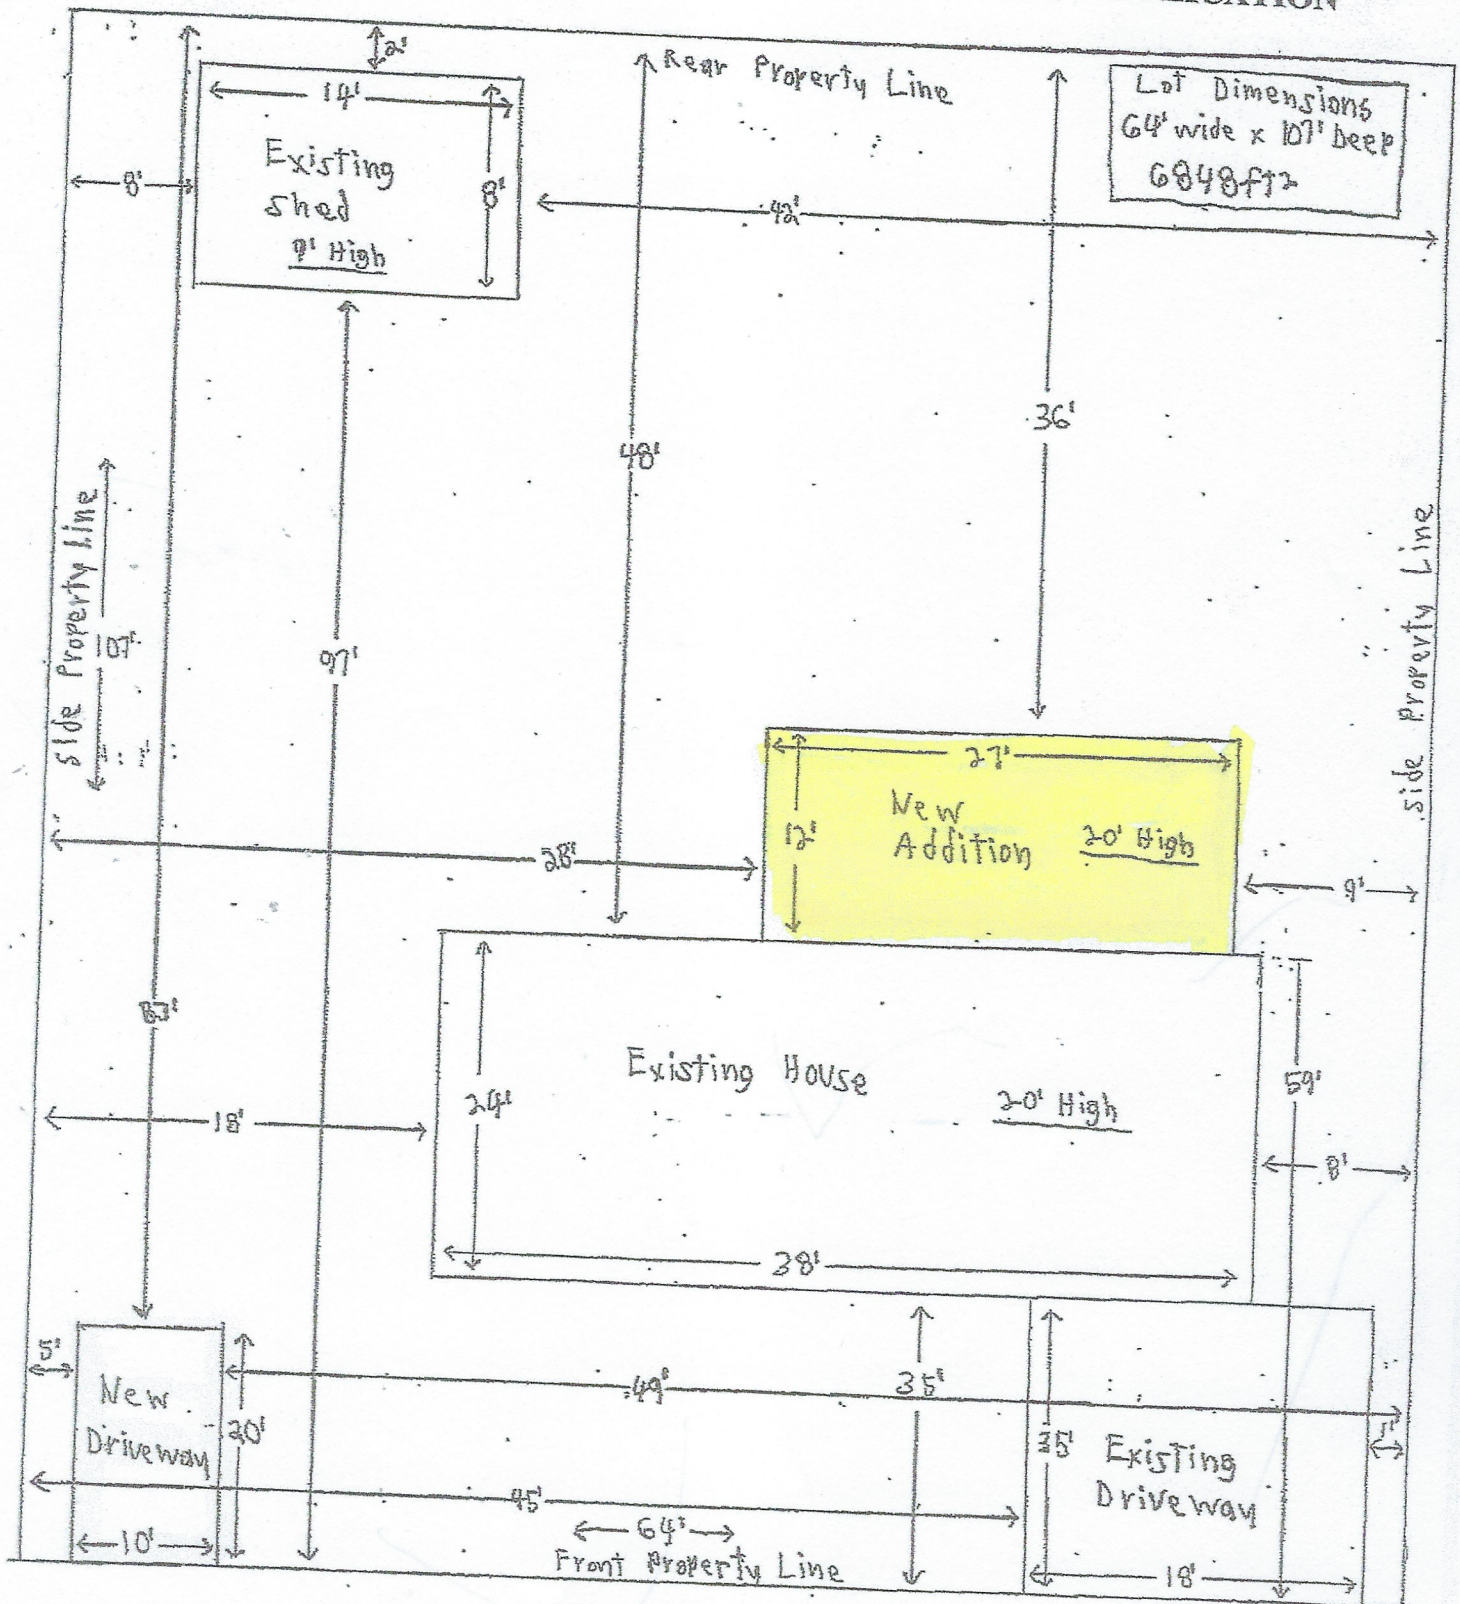 LICATION
2'
Rear Property Line
Lot Dimensions
64' wide x 107' Deep
6848ft2
14'
Existing
Shed
9' High
8'
8'
42'
36'
48'
Side Property Line
107'
97'
Side Property Line
27'
New
Addition
20' High
12'
28'
9'
87'
Existing House
20' High
24'
59'
18'
8'
38'
5'
New
Driveway
20'
49'
35'
35'
Existing
Driveway
1'
45'
10'
64'
Front Property Line
18'